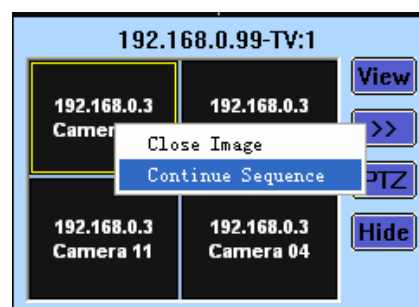 192.168.0.99-TV:1
View
192.168.0.3
192.168.0.3
>>
Close Image
Continue Sequence
PTZ
192.168.0.3
192.168.0.3
Hide
Camera 11
Camera 04